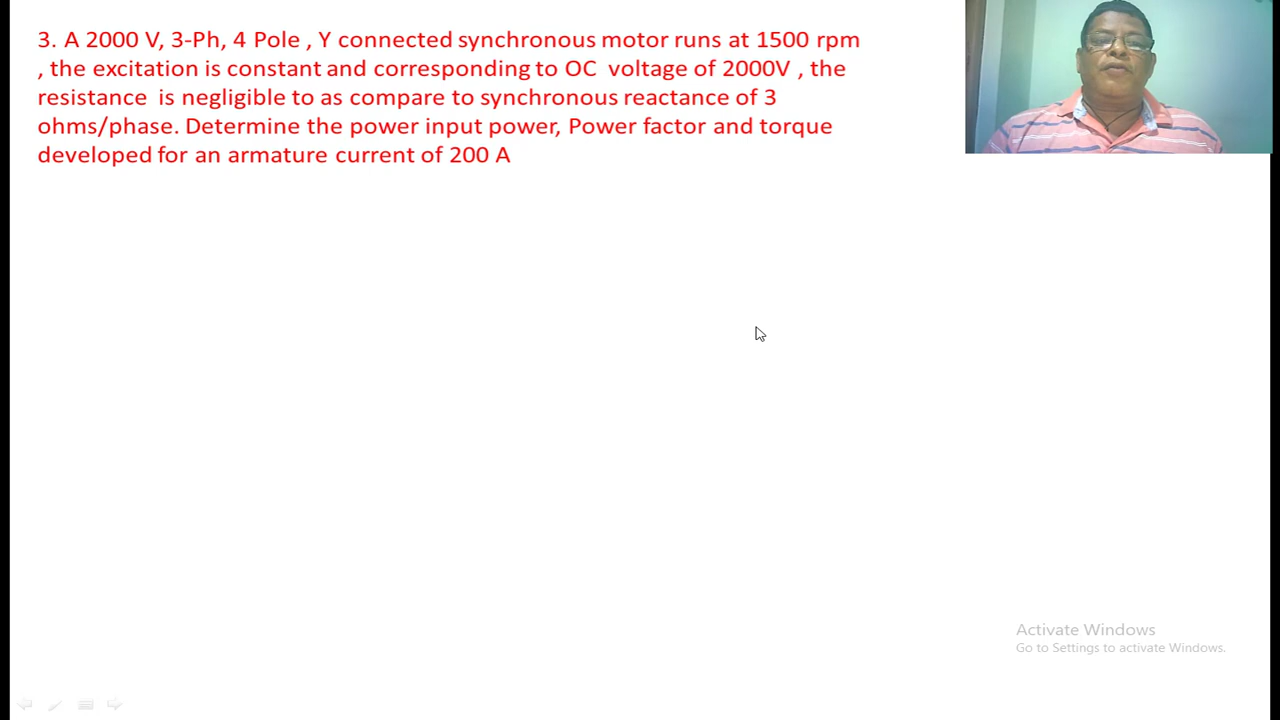 3. A 2000 V, 3-Ph, 4 Pole , Y connected synchronous motor runs at 1500 rpm
, the excitation is constant and corresponding to OC voltage of 2000V , the
resistance is negligible to as compare to synchronous reactance of 3
ohms/phase. Determine the power input power, Power factor and torque
developed for an armature current of 200 A
Activate Windows
Go to Settings to activate Windows.